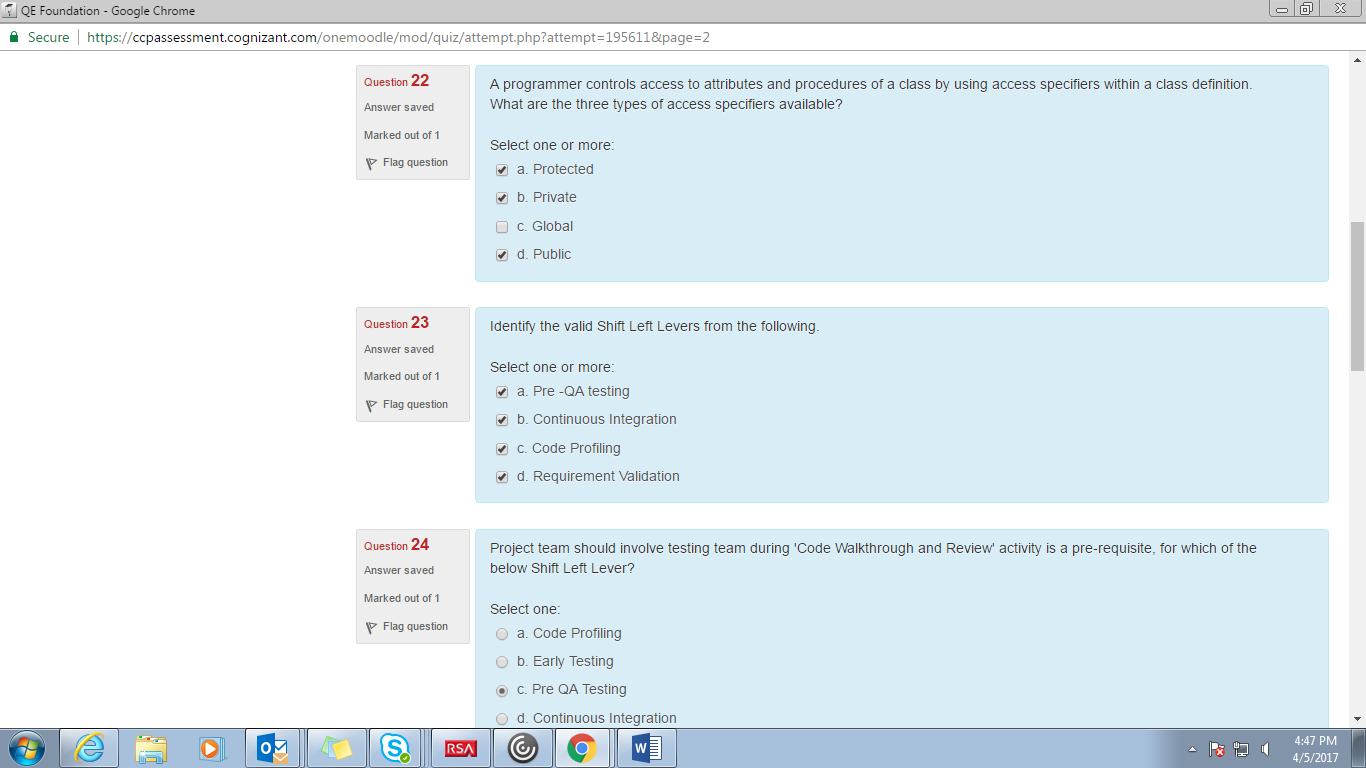 QE Foundation - Google Chrome
Secure
https://ccpassessment.cognizant.com/onemoodle/mod/quiz/attempt.php?attempt=195611&page=2
Question 22
Answer saved
Marked out of 1
Flag question
A programmer controls access to attributes and procedures of a class by using access specifiers within a class definition.
What are the three types of access specifiers available?
Select one or more:
a. Protected
b. Private
c. Global
d. Public
Question 23
Answer saved
Marked out of 1
Flag question
Identify the valid Shift Left Levers from the following.
Select one or more:
a. Pre -QA testing
b. Continuous Integration
c. Code Profiling
d. Requirement Validation
Question 24
Answer saved
Marked out of 1
Flag question
Project team should involve testing team during 'Code Walkthrough and Review' activity is a pre-requisite, for which of the
below Shift Left Lever?
Select one:
a. Code Profiling
b. Early Testing
c. Pre QA Testing
d. Continuous Integration
RSA
4:47 PM
4/5/2017